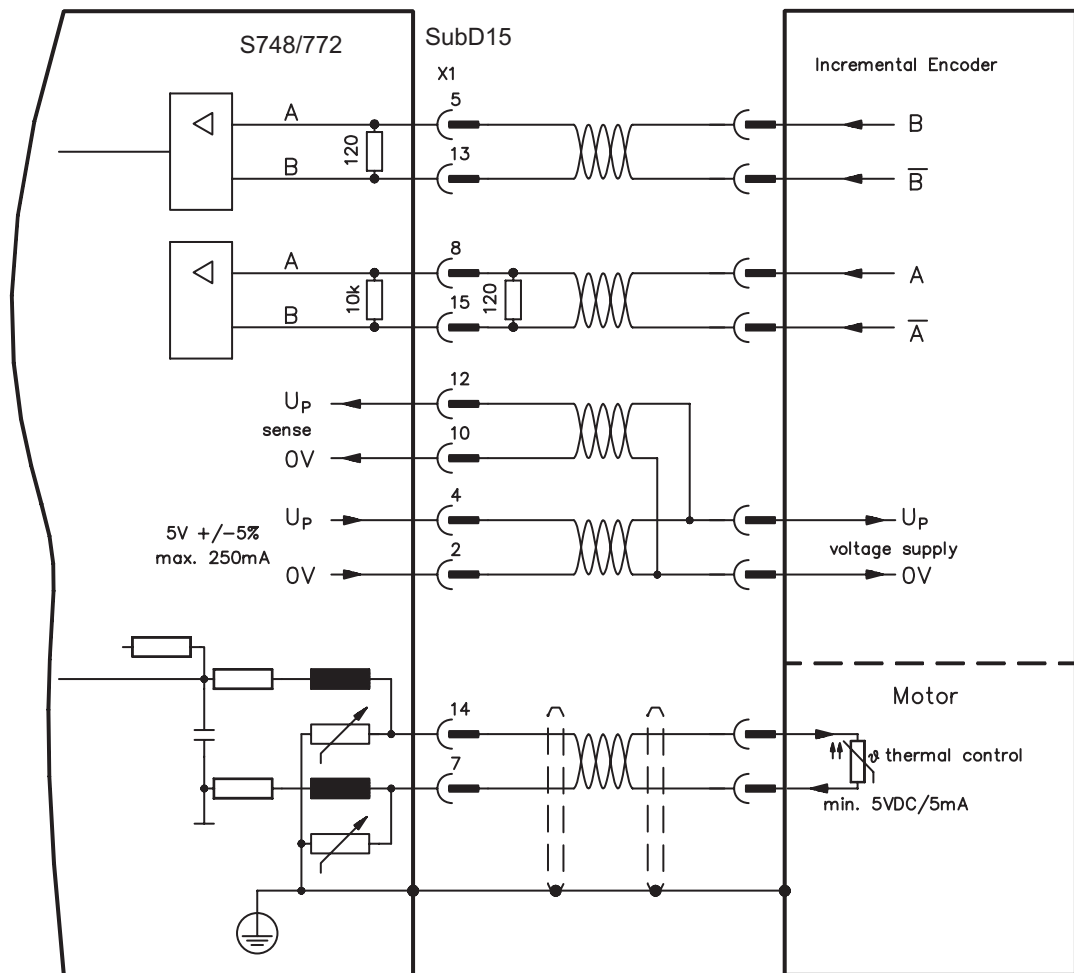 S748/772
SubD15
X1
Incremental Encoder
A
5
B
120
B
13
B̅
A
8
A
10k
120
B
15
A̅
U_P
12
sense
0V
10
5V +/-5%
max. 250mA
U_P
4
U_P
voltage supply
0V
2
0V
Motor
14
ϑ thermal control
7
min. 5VDC/5mA